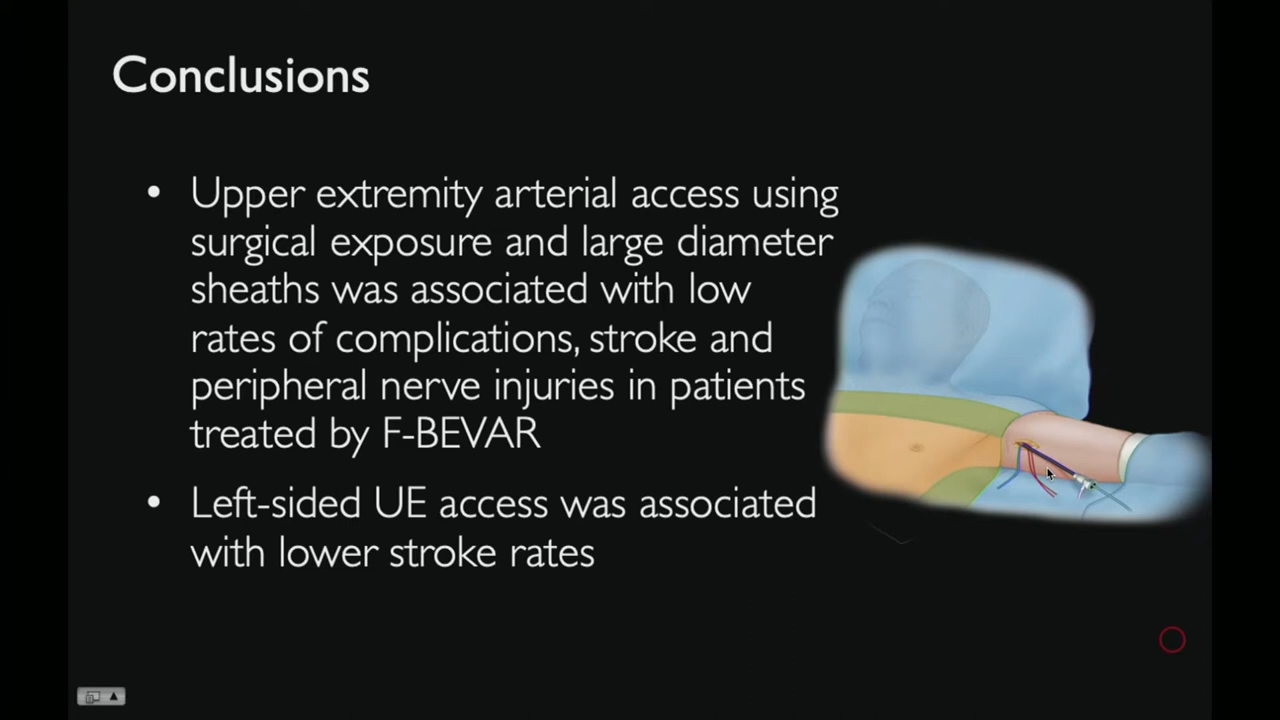 Conclusions
• Upper extremity arterial access using
surgical exposure and large diameter
sheaths was associated with low
rates of complications, stroke and
peripheral nerve injuries in patients
treated by F-BEVAR
• Left-sided UE access was associated
with lower stroke rates